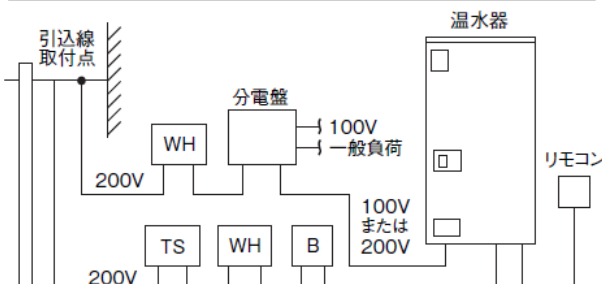 温水器
引込線
取付点
分電盤
100V
一般負荷
WH
リモコン
200V
100V
または
200V
TS
WH
B
200V